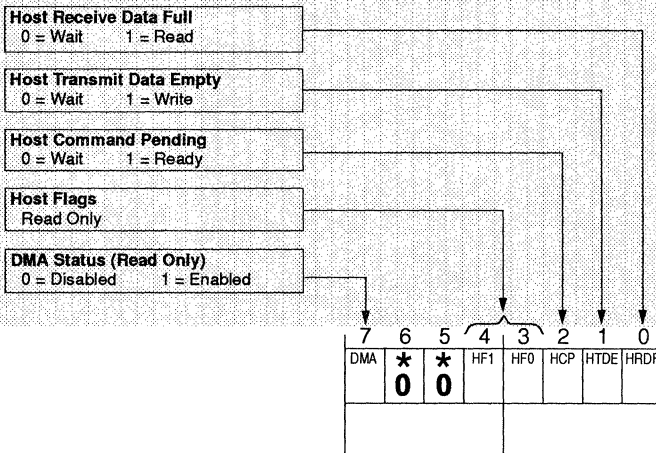 Host Receive Data Full
0 = Wait 1 = Read
Host Transmit Data Empty
0 = Wait 1 = Write
Host Command Pending
0 = Wait 1 = Ready
Host Flags
Read Only
DMA Status (Read Only)
0 = Disabled 1 = Enabled
7 6 5 4 3 2 1 0
DMA * * HF1 HF0 HCP HTDE HRDF
0 0